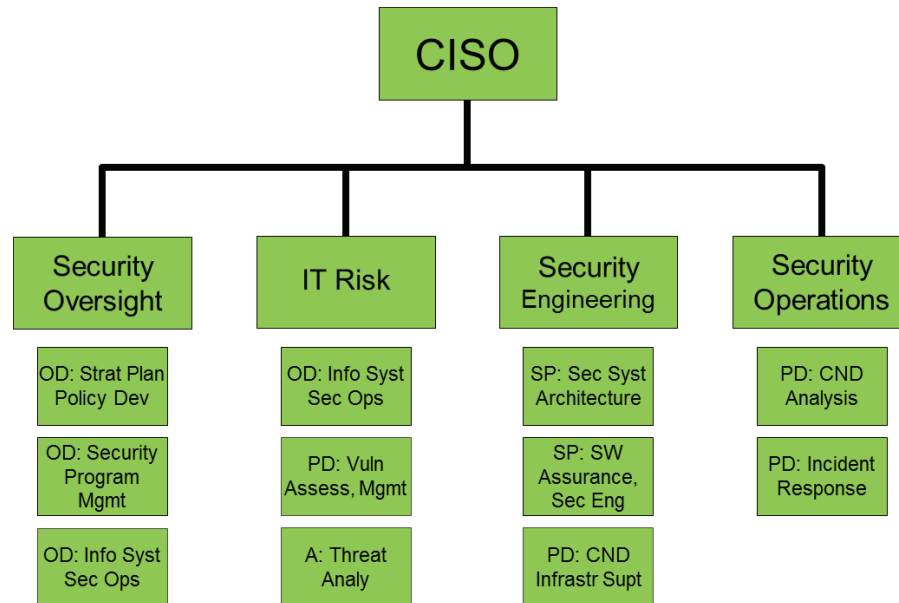 CISO
Security
Oversight
IT Risk
Security
Engineering
Security
Operations
OD: Strat Plan
Policy Dev
OD: Security
Program
Mgmt
OD: Info Syst
Sec Ops
OD: Info Syst
Sec Ops
PD: Vuln
Assess, Mgmt
A: Threat
Analy
SP: Sec Syst
Architecture
SP: SW
Assurance,
Sec Eng
PD: CND
Infrastr Supt
PD: CND
Analysis
PD: Incident
Response